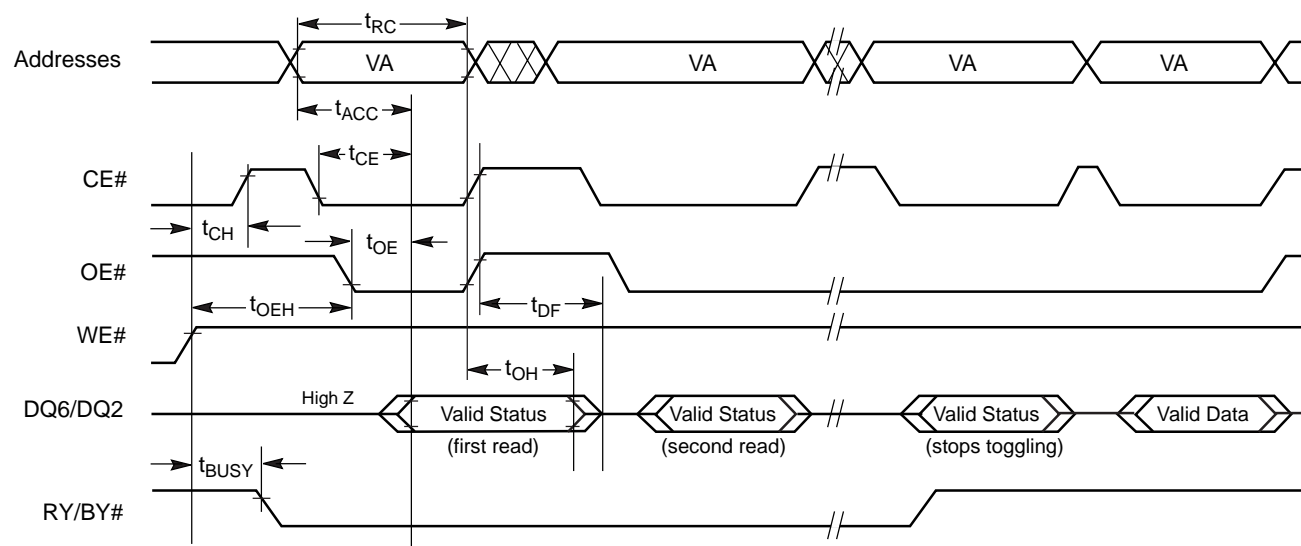 tRC
Addresses VA VA VA VA
tACC
tCE
CE#
tCH tOE
OE#
tOEH tDF
WE#
tOH
DQ6/DQ2 High Z Valid Status Valid Status Valid Status Valid Data
(first read) (second read) (stops toggling)
tBUSY
RY/BY#